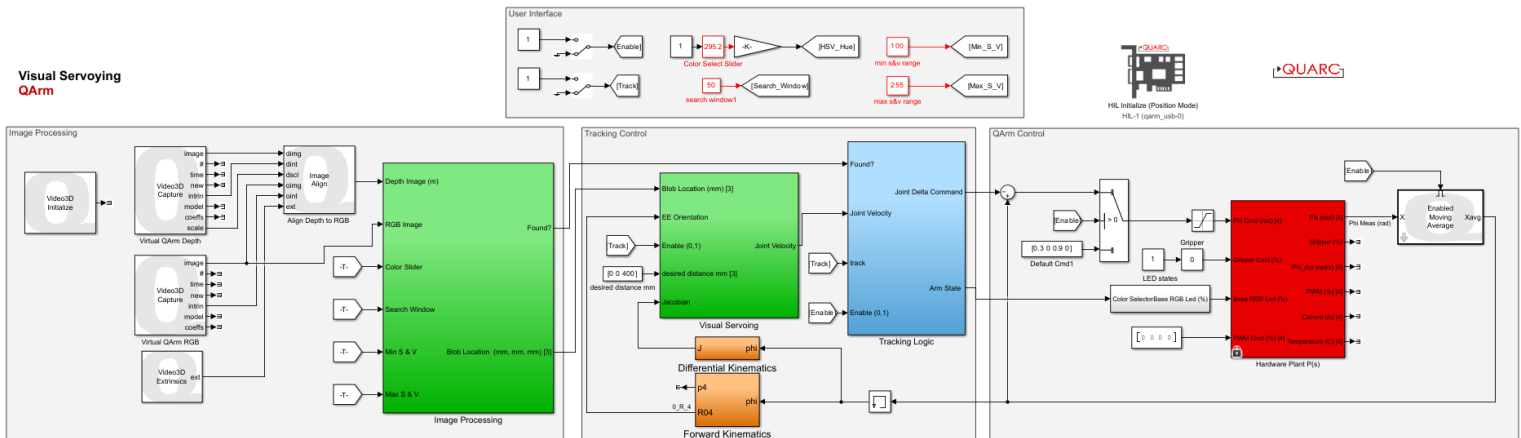 Visual Servoying
QArm
User Interface
1
[Enable]
1
[Track]
1
295.2
-K-
[HSV_Hue]
Color Select Slider
50
[Search_Window]
search window1
100
[Min_S_V]
min s&v range
255
[Max_S_V]
max s&v range
QUARC
HIL Initialize (Position Mode)
HIL-1 (qarm_usb-0)
QUARC
Image Processing
Video3D
Initialize
Video3D
Capture
image
#
time
new
intrin
model
coeffs
scale
Virtual QArm Depth
dimg
dint
dscl
oimg
oint
ext
Image
Align
Align Depth to RGB
Video3D
Capture
image
#
time
new
intrin
model
coeffs
Virtual QArm RGB
Video3D
Extrinsics
ext
-T-
-T-
-T-
-T-
Depth Image (m)
RGB Image
Color Slider
Search Window
Min S & V
Max S & V
Found?
Blob Location (mm, mm, mm) [3]
Image Processing
Tracking Control
Blob Location (mm) [3]
EE Orientation
[Track]
Enable (0,1)
[0 0 400]
desired distance mm
desired distance mm [3]
Jacobian
Joint Velocity
Visual Servoing
J
phi
Differential Kinematics
p4
0_R_4
R04
phi
Forward Kinematics
Found?
Joint Velocity
[Track]
track
Enable
Enable (0,1)
Joint Delta Command
Arm State
Tracking Logic
QArm Control
[Enable]
> 0
[0.3 0 0.9 0]
Default Cmd1
Gripper
1
0
LED states
Color Selector
Base RGB Led (%)
[ 0 0 0 0 ]
Phi Cmd (rad) [4]
Gripper Cmd (%)
Base RGB Led (%)
PWM Cmd (%) [4]
Phi (rad) [4]
Gripper (%)
Phi_dot (rad/s) [4]
PWM (%) [4]
Current (A) [4]
Temperature (C) [4]
Hardware Plant P(s)
Phi Meas (rad)
Enable
X
Enabled
Moving
Average
Xavg